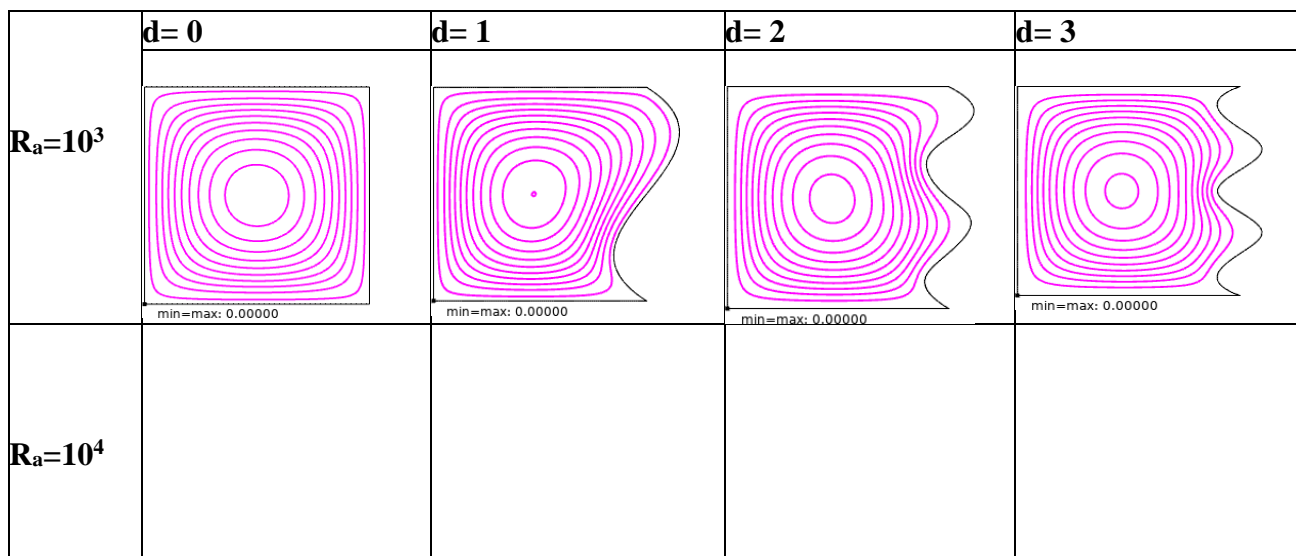 d= 0
d= 1
d= 2
d= 3
Rₐ=10³
min=max: 0.00000
min=max: 0.00000
min=max: 0.00000
min=max: 0.00000
Rₐ=10⁴